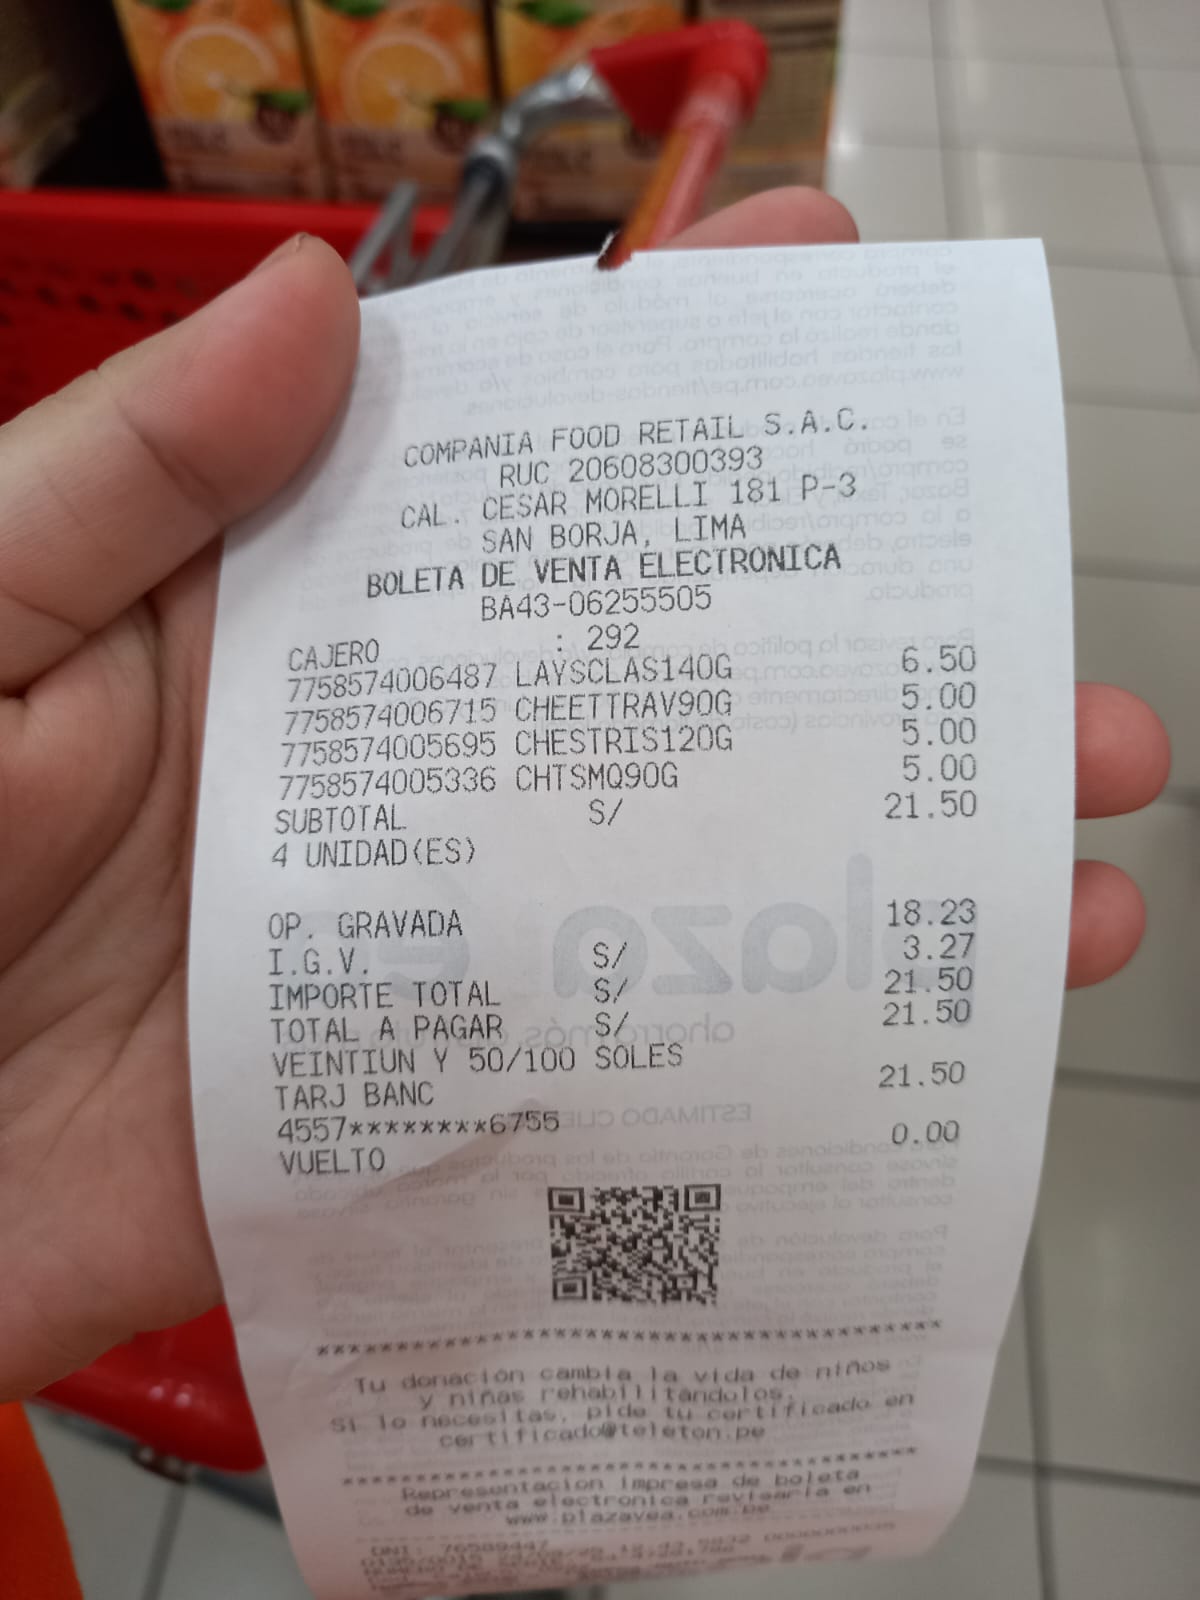 COMPANIA FOOD RETAIL S.A.C.
RUC 20608300393
CAL. CESAR MORELLI 181 P-3
SAN BORJA, LIMA
BOLETA DE VENTA ELECTRONICA
BA43-06255505
CAJERO : 292
7758574006487 LAYSCLAS140G 6.50
7758574006715 CHEETTRAV90G 5.00
7758574005695 CHESTRIS120G 5.00
7758574005336 CHTSMQ90G 5.00
SUBTOTAL S/ 21.50
4 UNIDAD(ES)
OP. GRAVADA 18.23
I.G.V. S/ 3.27
IMPORTE TOTAL S/ 21.50
TOTAL A PAGAR S/ 21.50
VEINTIUN Y 50/100 SOLES
TARJ BANC 21.50
4557********6755
VUELTO 0.00
Tu donación cambia la vida de niños
y niñas rehabilitándolos.
Si lo necesitas, pide tu certificado en
certificado@teleton.pe
Representacion impresa de boleta
de venta electronica revisarla en
www.plazavea.com.pe
DNI: 76589447